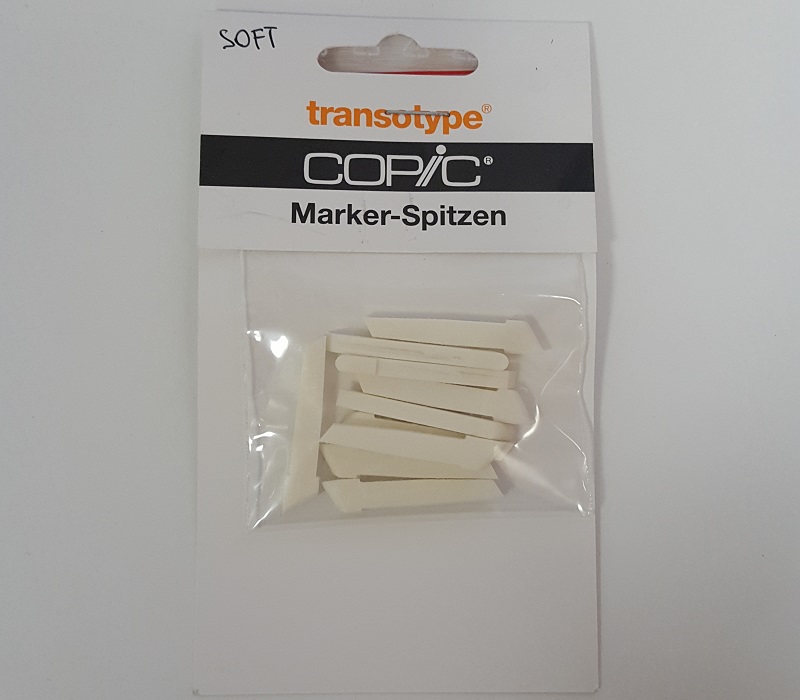 SOFT
transotype®
COPIC®
Marker-Spitzen